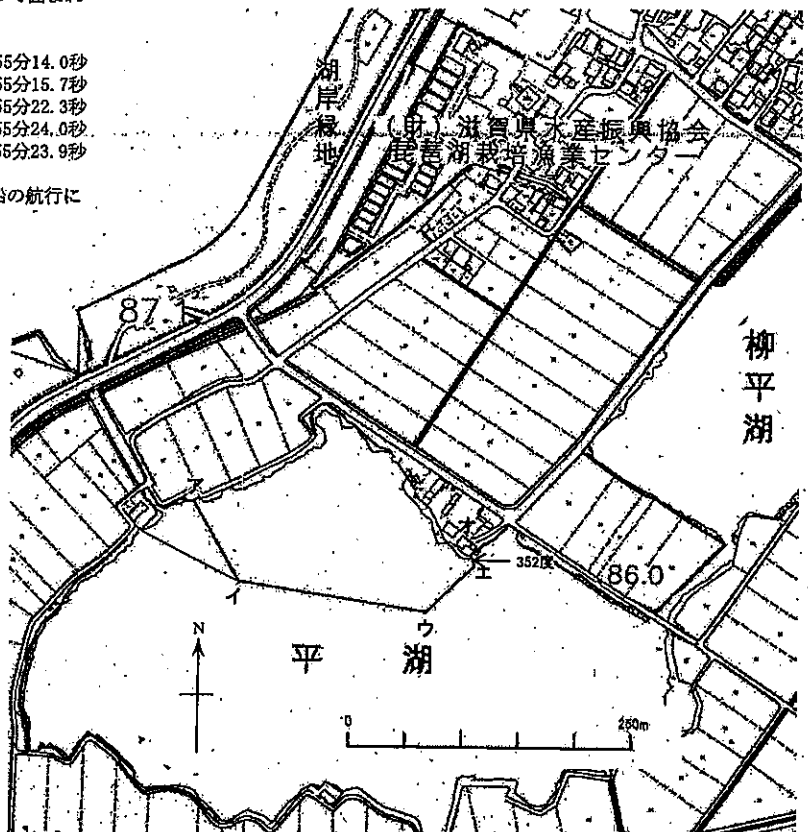 55分14.0秒
55分15.7秒
55分22.3秒
55分24.0秒
55分23.9秒
の航行に
湖岸緑地
(財)滋賀県水産振興協会
琵琶湖栽培漁業センター
87.1
柳平湖
ア
オ
エ
352度
86.0
イ
ウ
N
平湖
0
250m